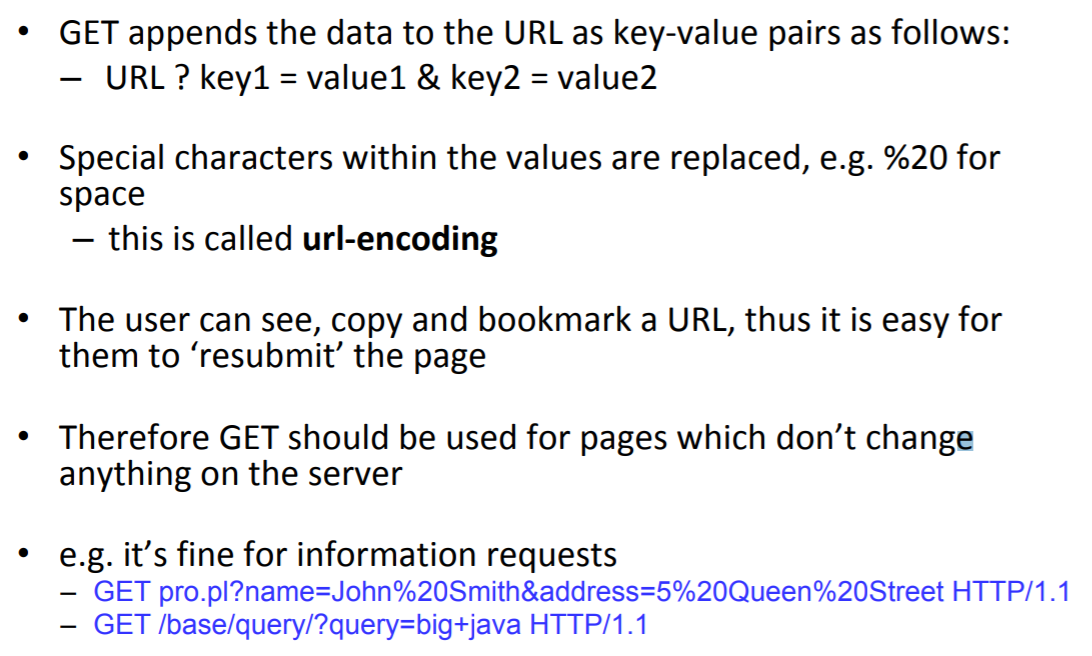 • GET appends the data to the URL as key-value pairs as follows:
– URL ? key1 = value1 & key2 = value2
• Special characters within the values are replaced, e.g. %20 for
space
– this is called url-encoding
• The user can see, copy and bookmark a URL, thus it is easy for
them to ‘resubmit’ the page
• Therefore GET should be used for pages which don’t change
anything on the server
• e.g. it’s fine for information requests
– GET pro.pl?name=John%20Smith&address=5%20Queen%20Street HTTP/1.1
– GET /base/query/?query=big+java HTTP/1.1